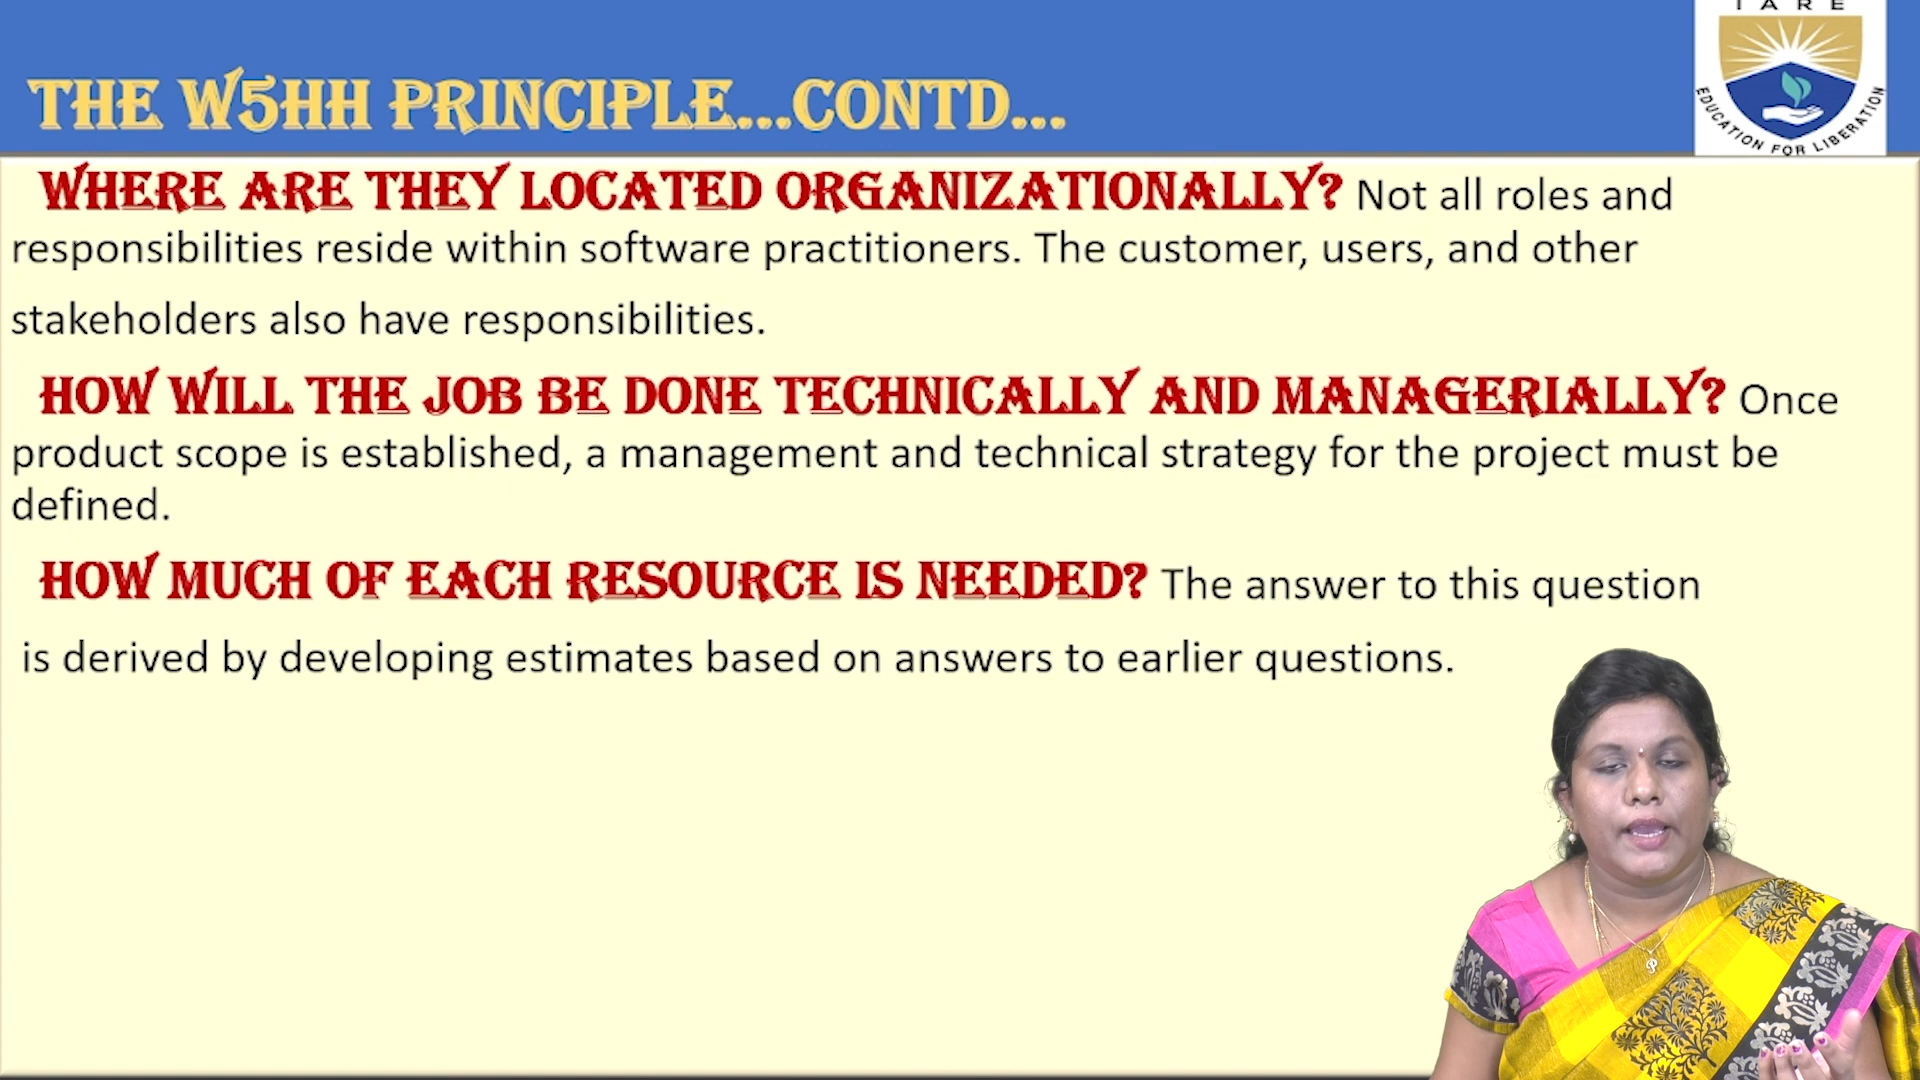 IARE
EDUCATION FOR LIBERATION
THE W5HH PRINCIPLE...CONTD...
WHERE ARE THEY LOCATED ORGANIZATIONALLY? Not all roles and
responsibilities reside within software practitioners. The customer, users, and other
stakeholders also have responsibilities.
HOW WILL THE JOB BE DONE TECHNICALLY AND MANAGERIALLY? Once
product scope is established, a management and technical strategy for the project must be
defined.
HOW MUCH OF EACH RESOURCE IS NEEDED? The answer to this question
is derived by developing estimates based on answers to earlier questions.
P